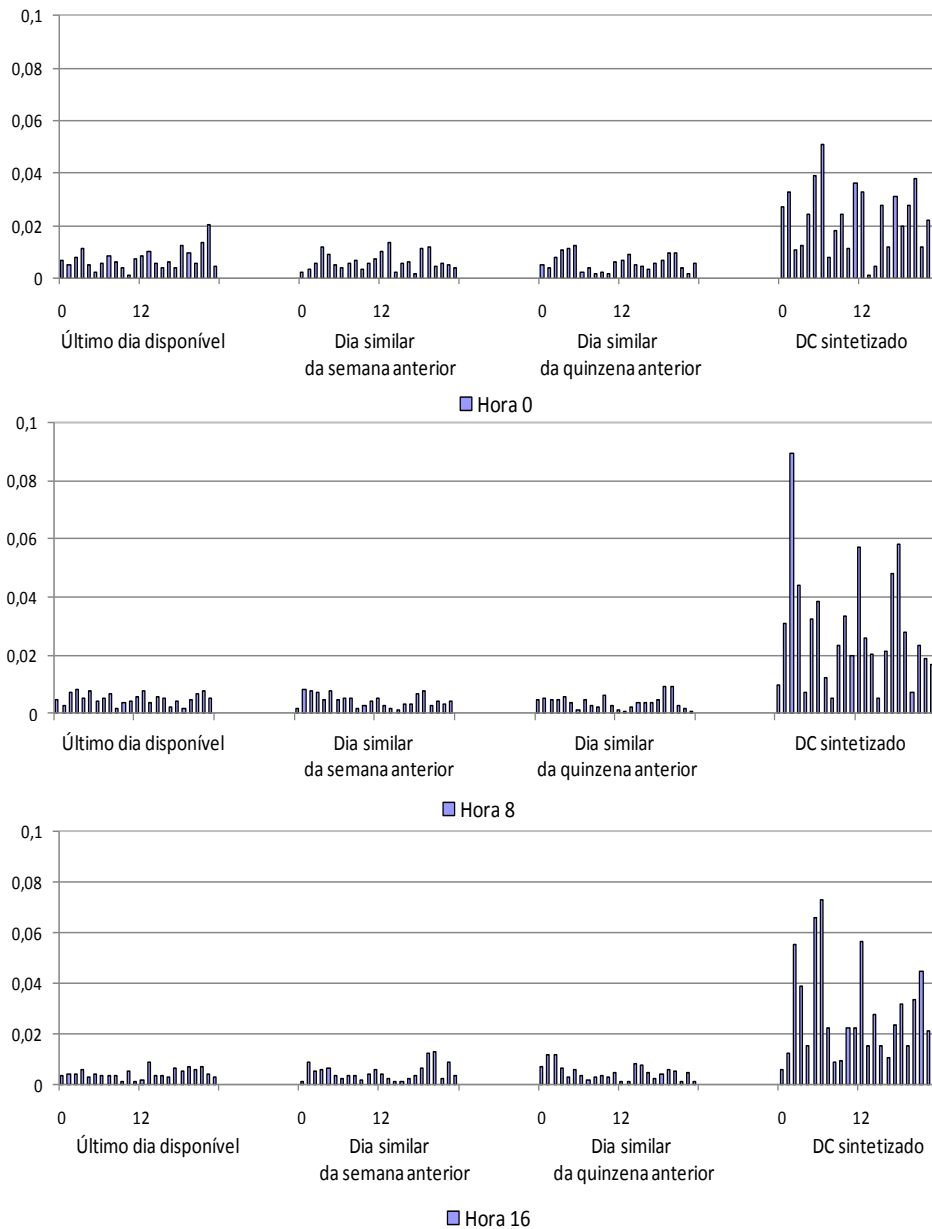 0,1
0,08
0,06
0,04
0,02
0
0 12 0 12 0 12 0 12
Último dia disponível Dia similar Dia similar DC sintetizado
da semana anterior da quinzena anterior
Hora 0
0,1
0,08
0,06
0,04
0,02
0
Último dia disponível Dia similar Dia similar DC sintetizado
da semana anterior da quinzena anterior
Hora 8
0,1
0,08
0,06
0,04
0,02
0
0 12 0 12 0 12 0 12
Último dia disponível Dia similar Dia similar DC sintetizado
da semana anterior da quinzena anterior
Hora 16